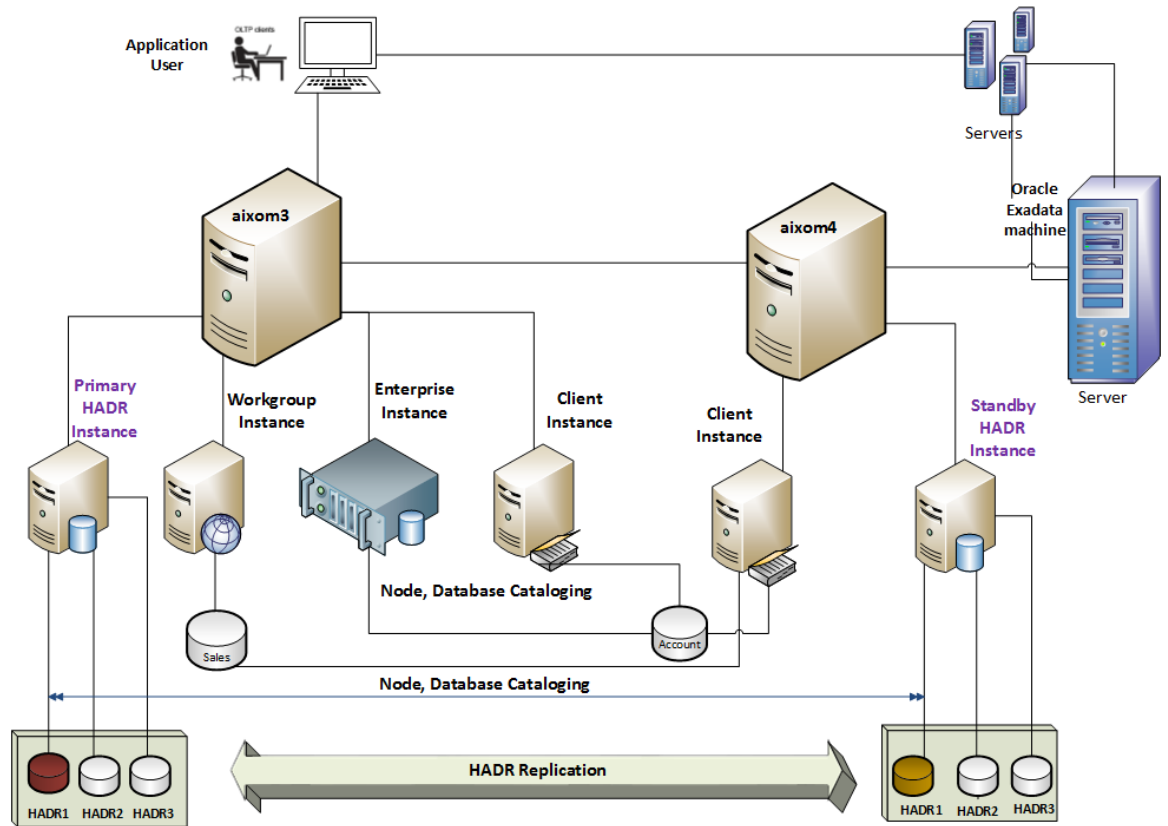 OLTP clients
Application
User
Servers
aixom3
aixom4
Oracle
Exadata
machine
Server
Primary
HADR
Instance
Workgroup
Instance
Enterprise
Instance
Client
Instance
Client
Instance
Standby
HADR
Instance
Node, Database Cataloging
Sales
Account
Node, Database Cataloging
HADR Replication
HADR1
HADR2
HADR3
HADR1
HADR2
HADR3